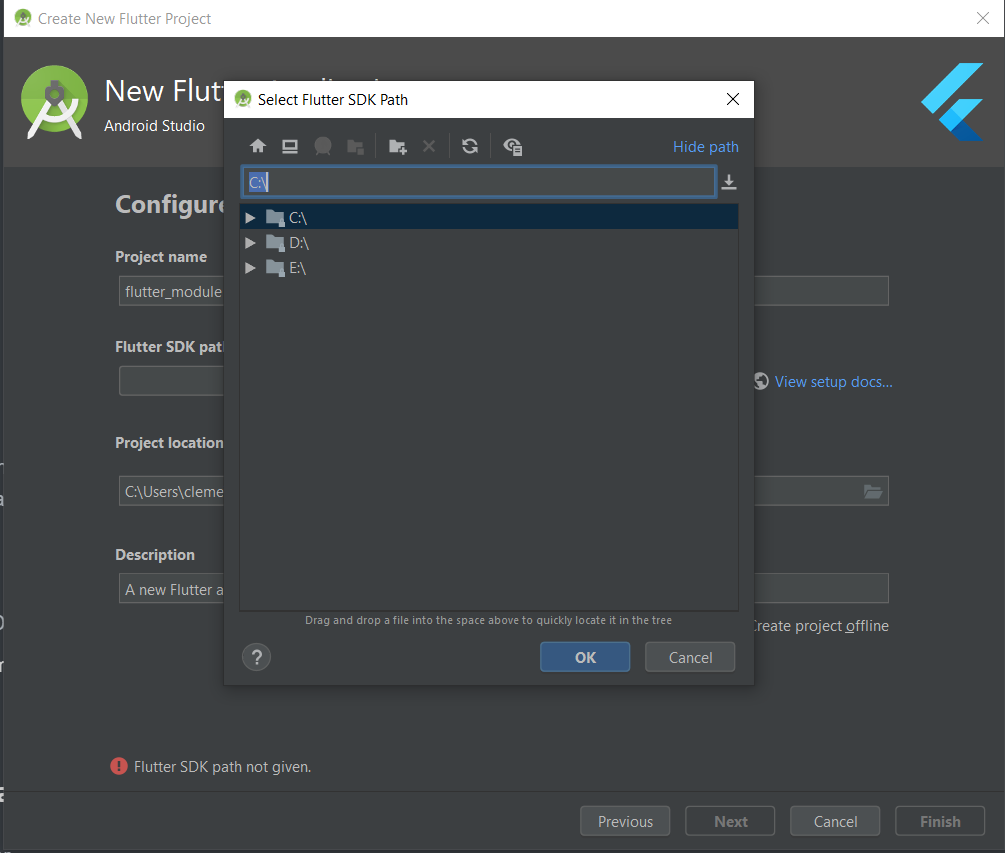 Create New Flutter Project
New Flut
Android Studio
Select Flutter SDK Path
Hide path
C:\
C:\
D:\
E:\
Configure
Project name
flutter_module
Flutter SDK pat
View setup docs...
Project location
C:\Users\cleme
Description
A new Flutter a
Drag and drop a file into the space above to quickly locate it in the tree
Create project offline
?
OK
Cancel
Flutter SDK path not given.
Previous
Next
Cancel
Finish